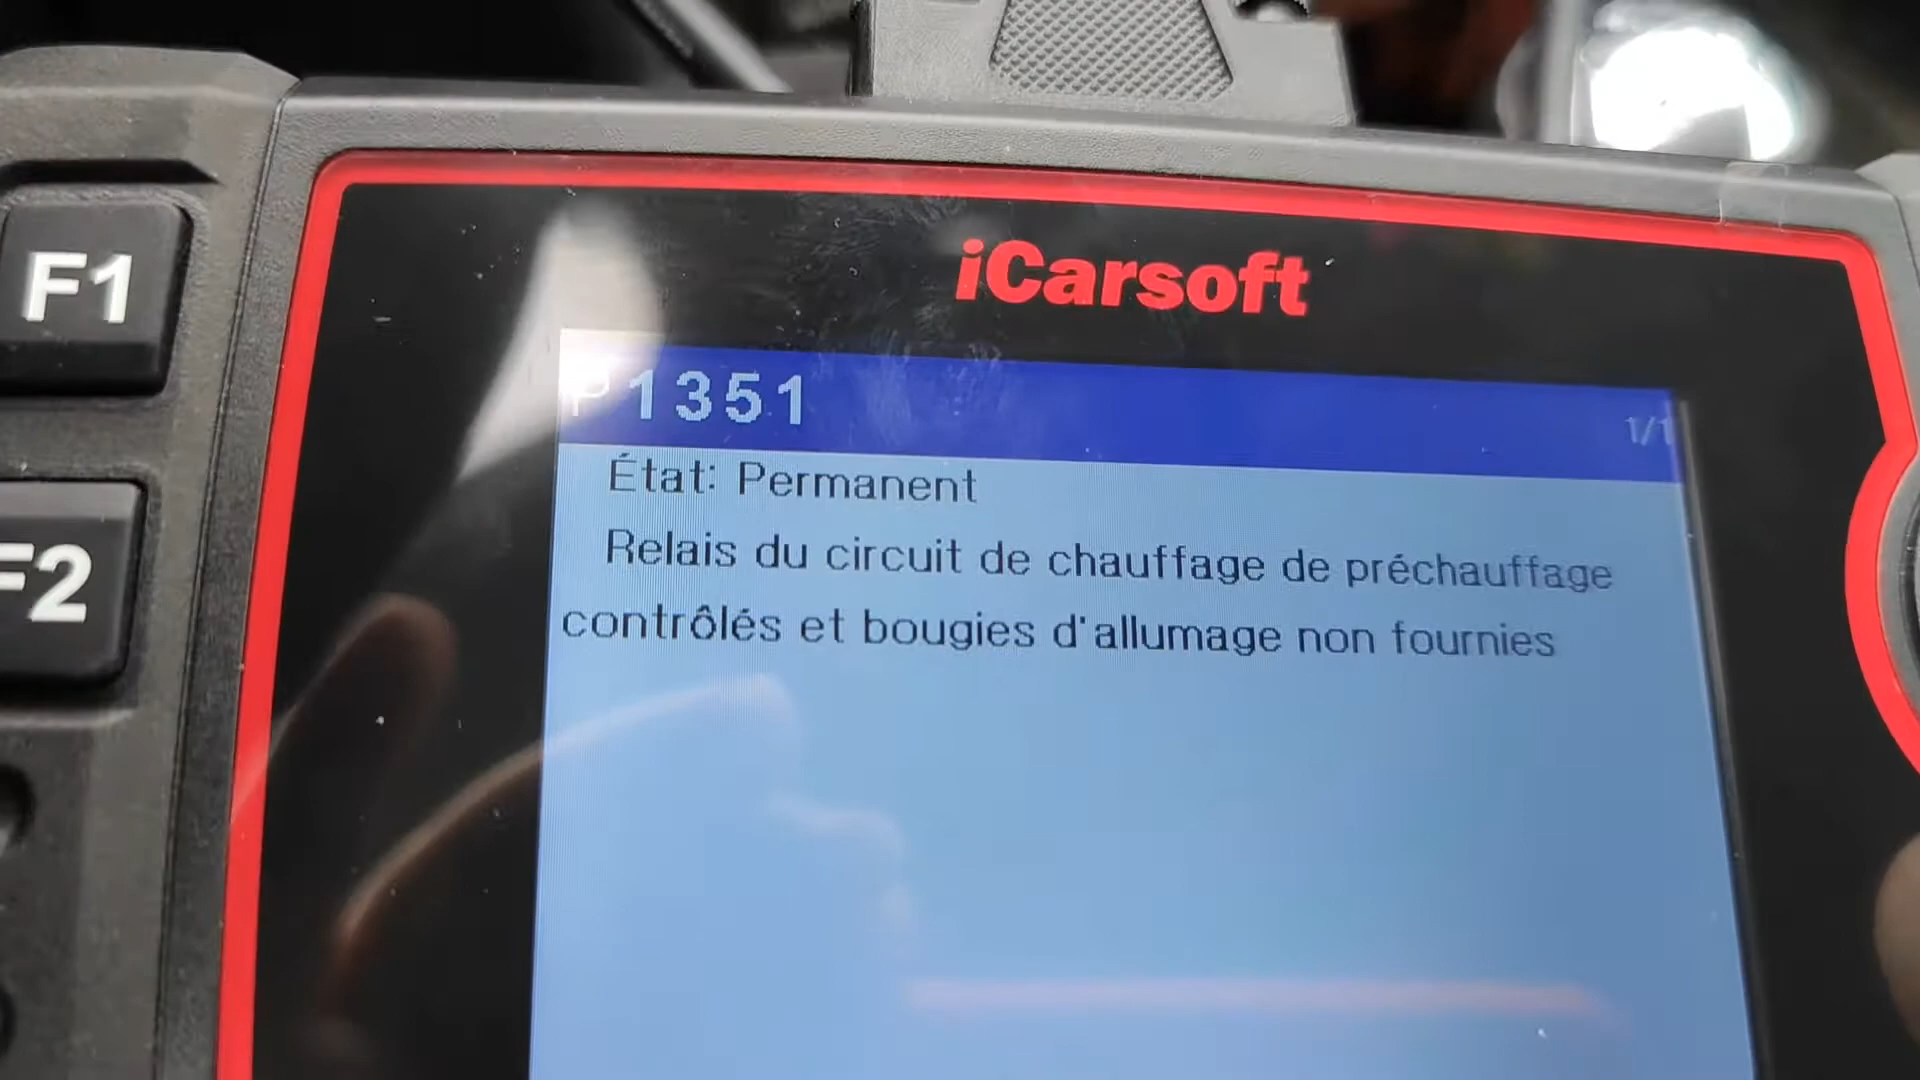 iCarsoft
F1
P1351
1/1
État: Permanent
Relais du circuit de chauffage de préchauffage
contrôlés et bougies d'allumage non fournies
F2